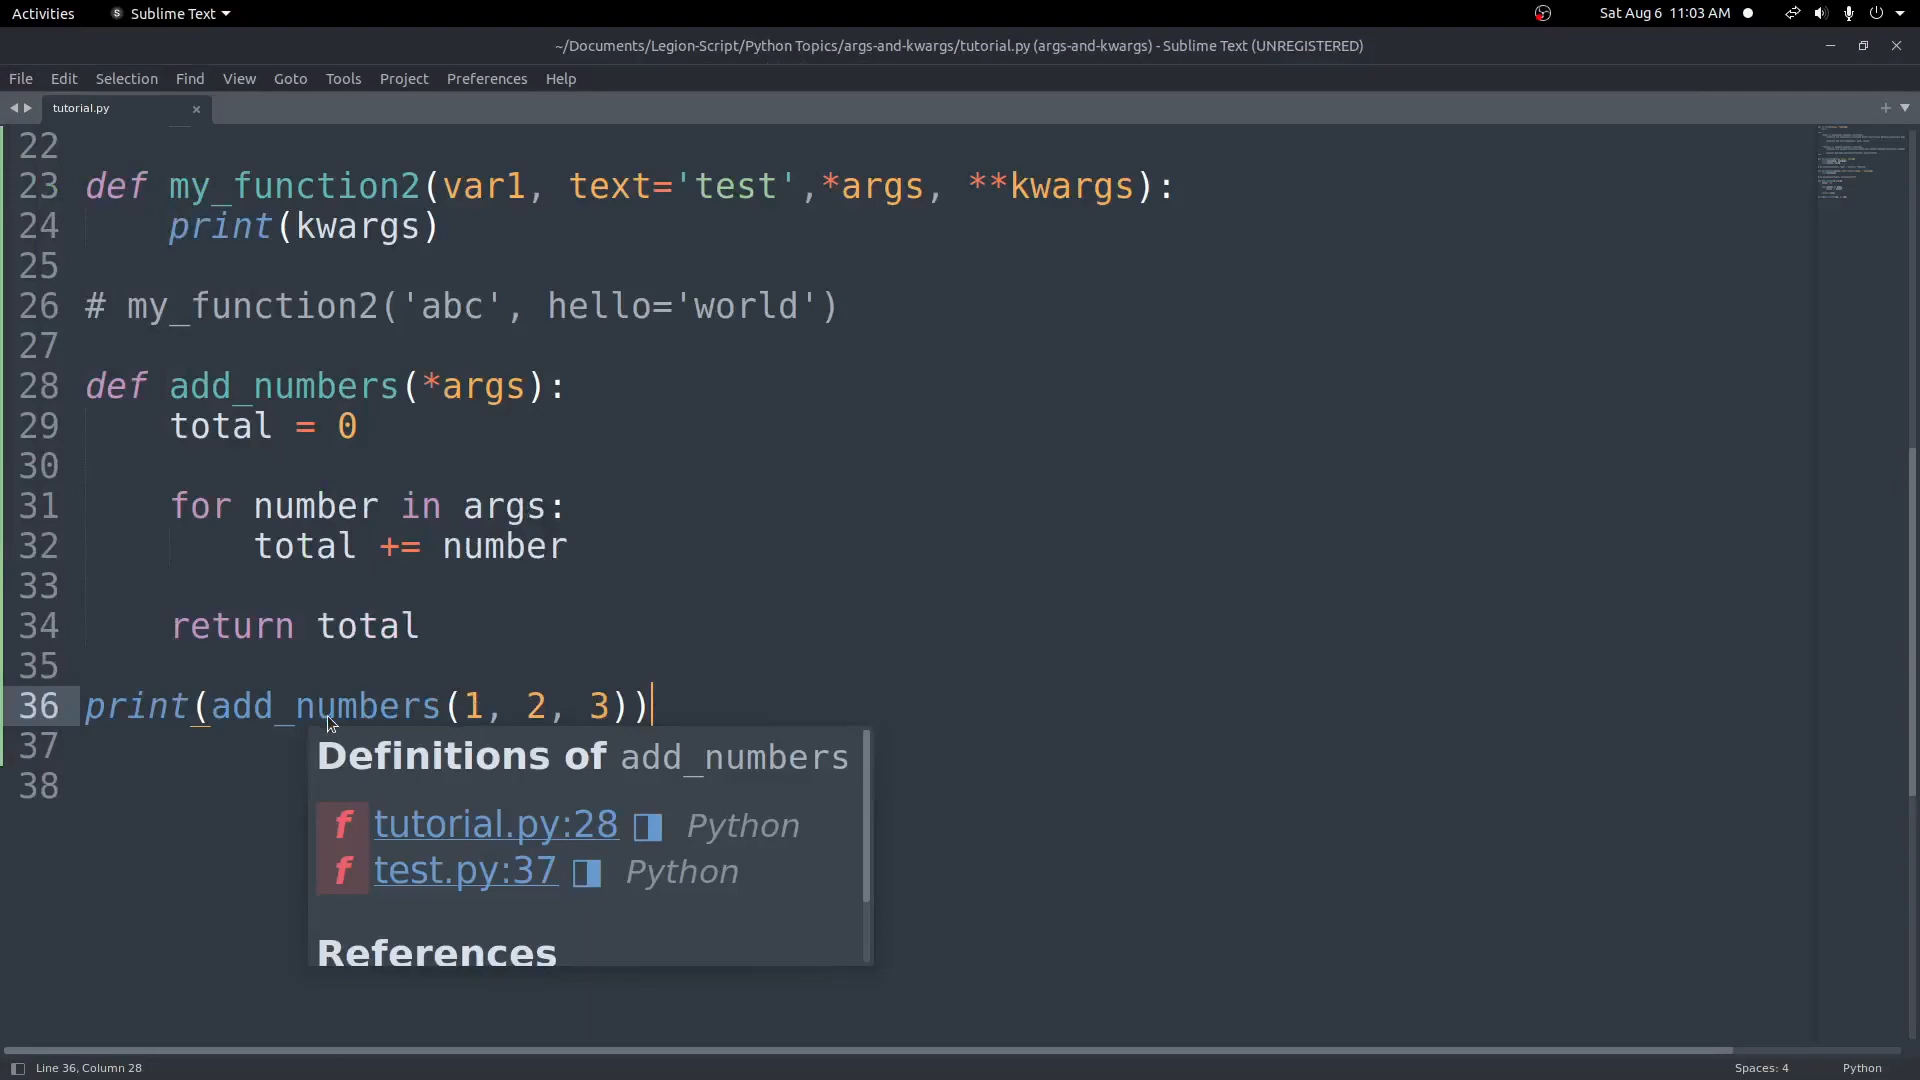 Activities
Sublime Text
Sat Aug 6 11:03 AM
~/Documents/Legion-Script/Python Topics/args-and-kwargs/tutorial.py (args-and-kwargs) - Sublime Text (UNREGISTERED)
File Edit Selection Find View Goto Tools Project Preferences Help
tutorial.py
22
23 def my_function2(var1, text='test',*args, **kwargs):
24     print(kwargs)
25
26 # my_function2('abc', hello='world')
27
28 def add_numbers(*args):
29     total = 0
30
31     for number in args:
32         total += number
33
34     return total
35
36 print(add_numbers(1, 2, 3))
37
38
Definitions of add_numbers
f tutorial.py:28 Python
f test.py:37 Python
References
Line 36, Column 28
Spaces: 4
Python